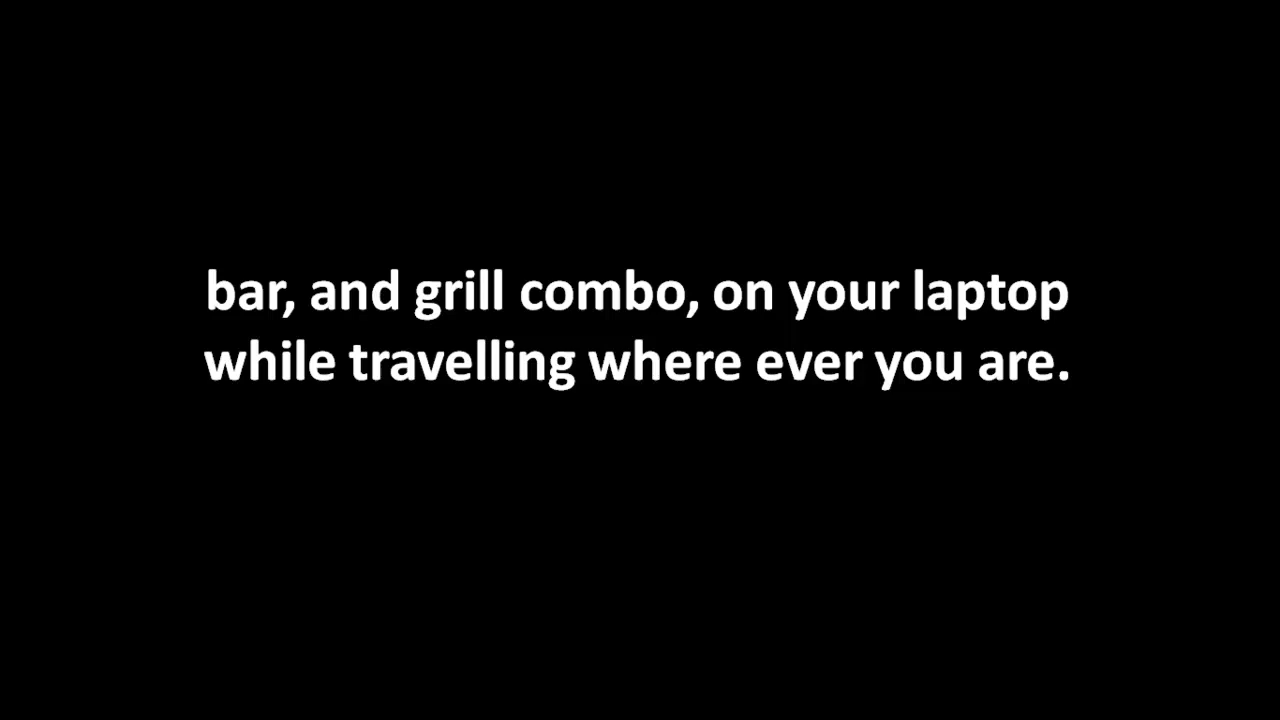 bar, and grill combo, on your laptop
while travelling where ever you are.